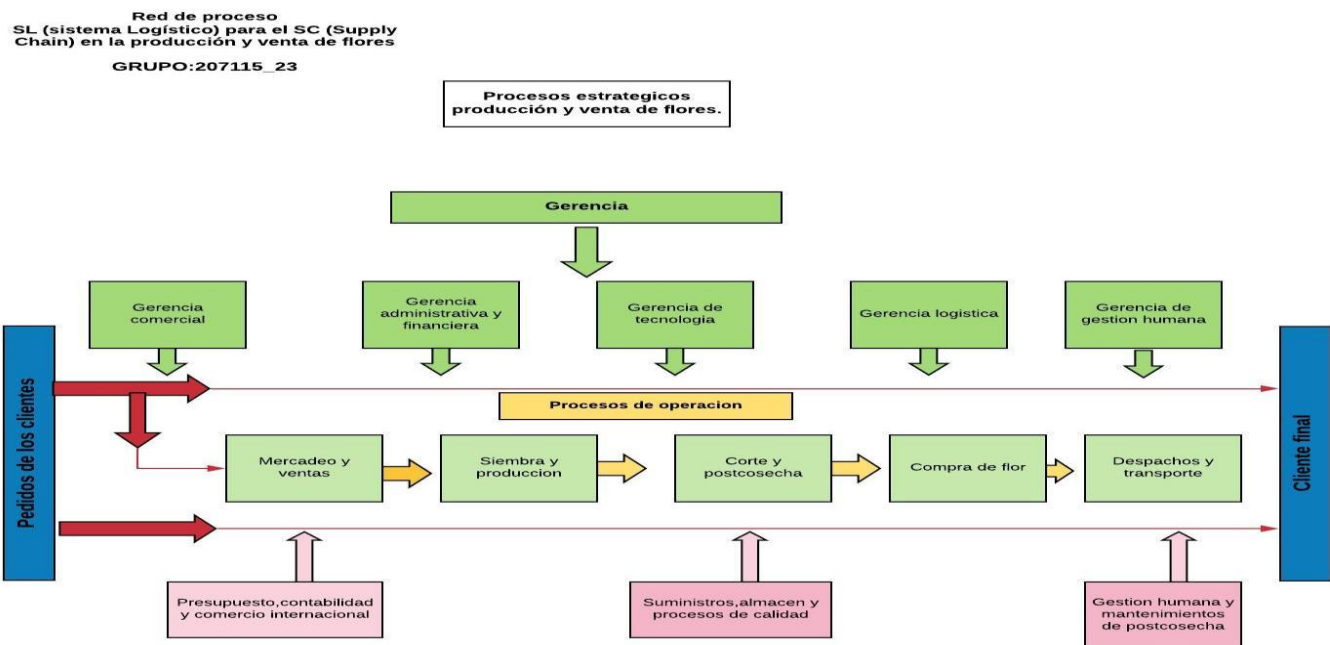 Red de proceso
SL (sistema Logístico) para el SC (Supply
Chain) en la producción y venta de flores
GRUPO:207115_23
Procesos estrategicos
producción y venta de flores.
Gerencia
Gerencia
comercial
Gerencia
administrativa y
financiera
Gerencia de
tecnologia
Gerencia logistica
Gerencia de
gestion humana
Pedidos de los clientes
Cliente final
Procesos de operacion
Mercadeo y
ventas
Siembra y
produccion
Corte y
postcosecha
Compra de flor
Despachos y
transporte
Presupuesto,contabilidad
y comercio internacional
Suministros,almacen y
procesos de calidad
Gestion humana y
mantenimientos
de postcosecha